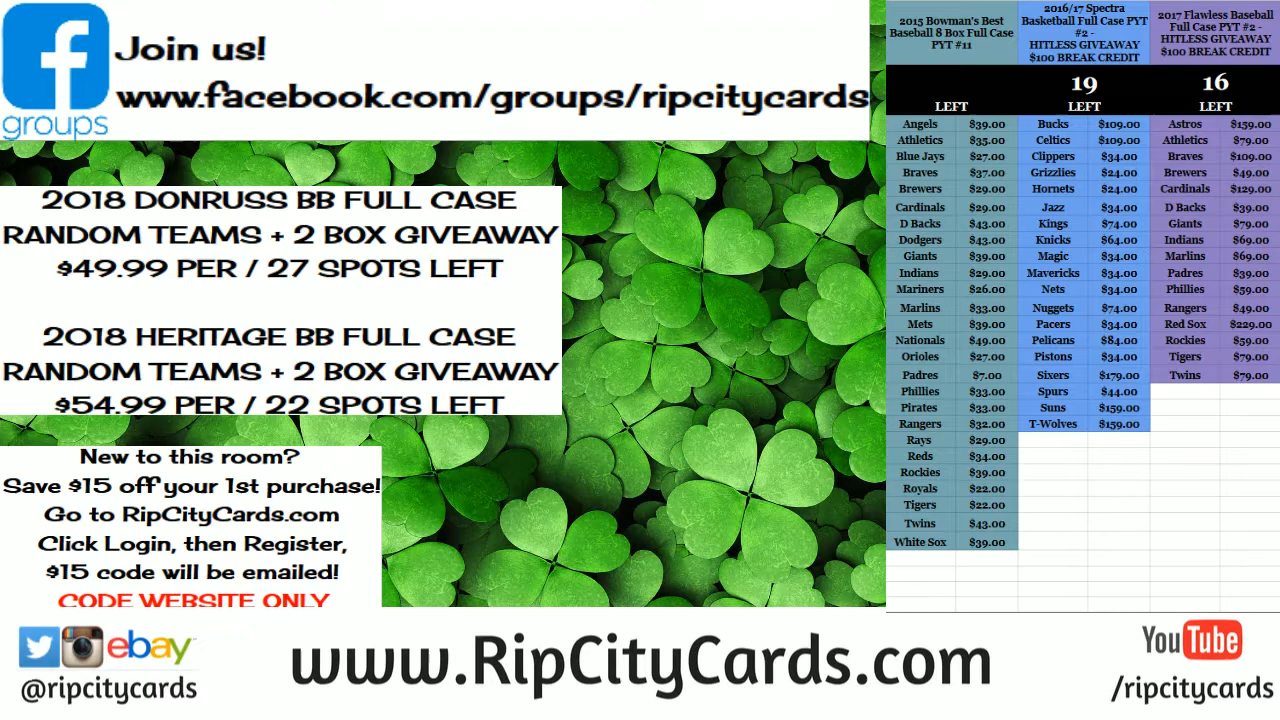 Join us!
www.facebook.com/groups/ripcitycards
groups
2018 DONRUSS BB FULL CASE
RANDOM TEAMS + 2 BOX GIVEAWAY
$49.99 PER / 27 SPOTS LEFT
2018 HERITAGE BB FULL CASE
RANDOM TEAMS + 2 BOX GIVEAWAY
$54.99 PER / 22 SPOTS LEFT
New to this room?
Save $15 off your 1st purchase!
Go to RipCityCards.com
Click Login, then Register,
$15 code will be emailed!
CODE WEBSITE ONLY
2015 Bowman's Best
Baseball 8 Box Full Case
PYT #11
LEFT
Angels $39.00
Athletics $35.00
Blue Jays $27.00
Braves $37.00
Brewers $29.00
Cardinals $29.00
D Backs $43.00
Dodgers $43.00
Giants $39.00
Indians $29.00
Mariners $26.00
Marlins $33.00
Mets $39.00
Nationals $49.00
Orioles $27.00
Padres $7.00
Phillies $33.00
Pirates $33.00
Rangers $32.00
Rays $29.00
Reds $34.00
Rockies $39.00
Royals $22.00
Tigers $22.00
Twins $43.00
White Sox $39.00
2016/17 Spectra
Basketball Full Case PYT
#2 -
HITLESS GIVEAWAY
$100 BREAK CREDIT
19
LEFT
Bucks $109.00
Celtics $109.00
Clippers $34.00
Grizzlies $24.00
Hornets $24.00
Jazz $34.00
Kings $74.00
Knicks $64.00
Magic $34.00
Mavericks $34.00
Nets $34.00
Nuggets $74.00
Pacers $34.00
Pelicans $84.00
Pistons $34.00
Sixers $179.00
Spurs $44.00
Suns $159.00
T-Wolves $159.00
2017 Flawless Baseball
Full Case PYT #2 -
HITLESS GIVEAWAY
$100 BREAK CREDIT
16
LEFT
Astros $159.00
Athletics $79.00
Braves $109.00
Brewers $49.00
Cardinals $129.00
D Backs $39.00
Giants $79.00
Indians $69.00
Marlins $69.00
Padres $39.00
Phillies $59.00
Rangers $49.00
Red Sox $229.00
Rockies $59.00
Tigers $79.00
Twins $79.00
ebay
@ripcitycards
www.RipCityCards.com
YouTube
/ripcitycards